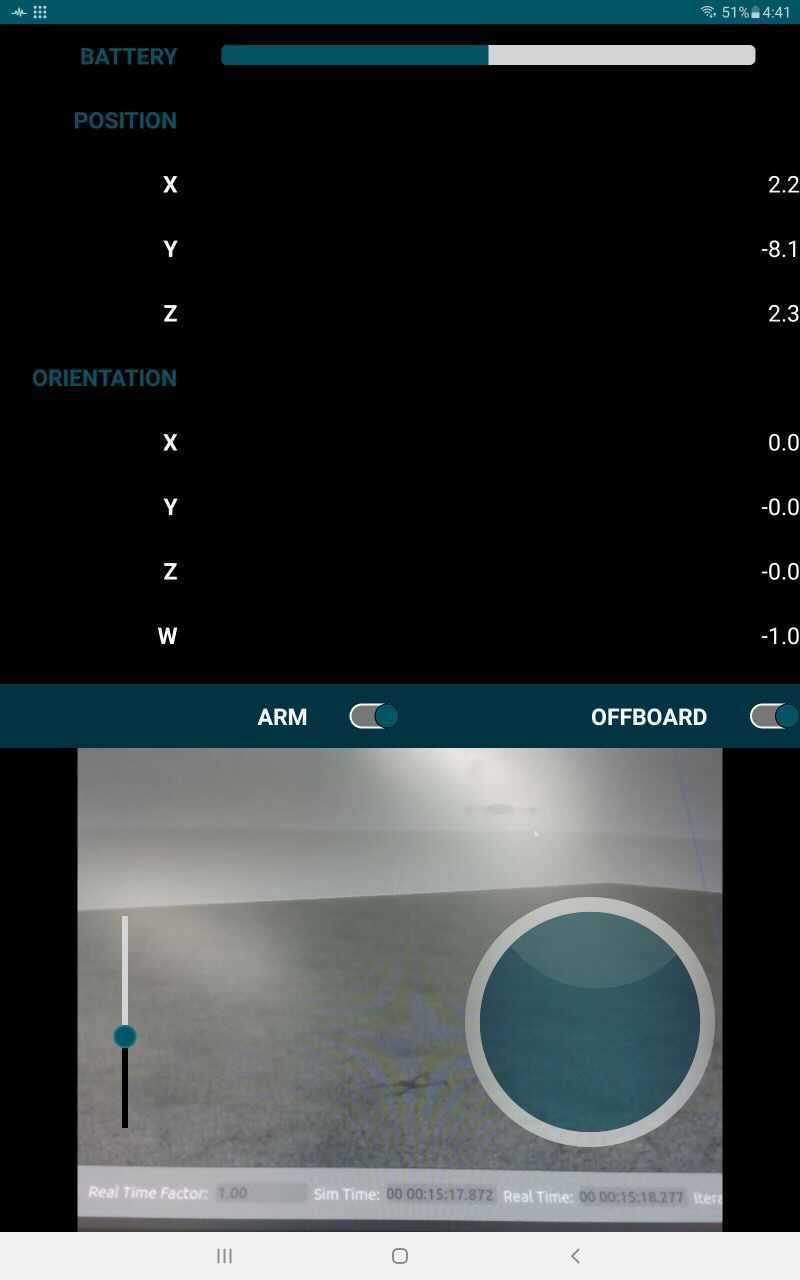 51% 4:41
BATTERY
POSITION
X 2.2
Y -8.1
Z 2.3
ORIENTATION
X 0.0
Y -0.0
Z -0.0
W -1.0
ARM OFFBOARD
Real Time Factor: 1.00 Sim Time: 00 00:15:17.872 Real Time: 00 00:15:18.277 Itera